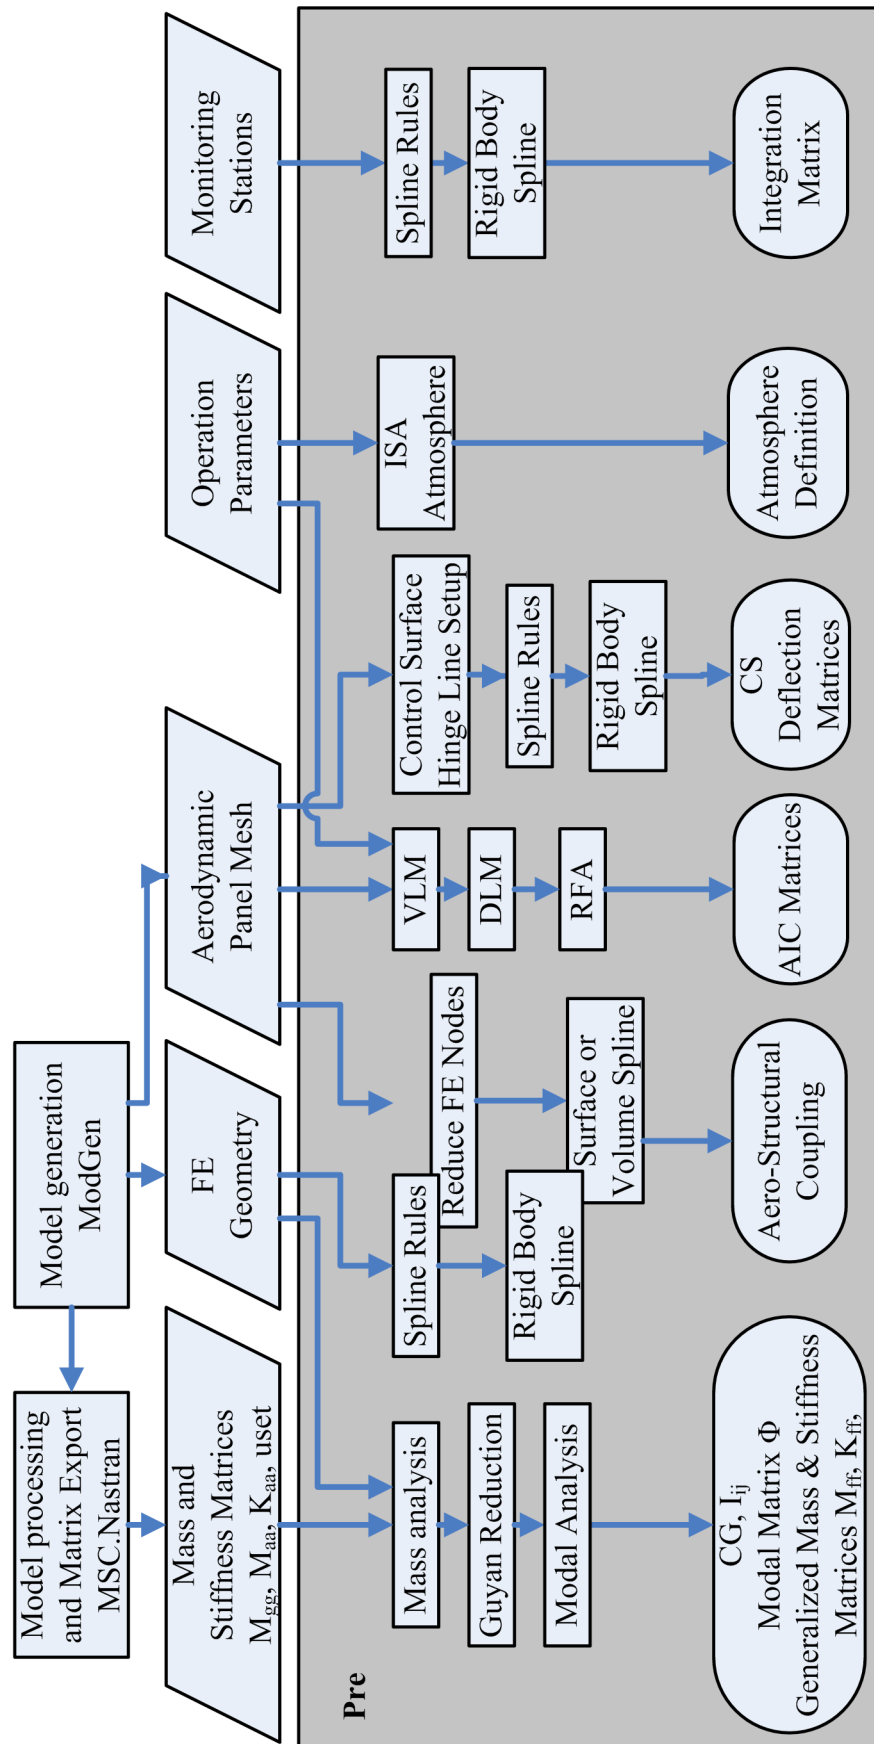 Model processing
and Matrix Export
MSC.Nastran
Model generation
ModGen
Mass and
Stiffness Matrices
Mgg, Maa, Kaa, uset
FE
Geometry
Aerodynamic
Panel Mesh
Operation
Parameters
Monitoring
Stations
Pre
Mass analysis
Guyan Reduction
Modal Analysis
CG, Iij
Modal Matrix Φ
Generalized Mass & Stiffness
Matrices Mff, Kff,
Spline Rules
Reduce FE Nodes
Rigid Body
Spline
Surface or
Volume Spline
Aero-Structural
Coupling
VLM
DLM
RFA
AIC Matrices
Control Surface
Hinge Line Setup
Spline Rules
Rigid Body
Spline
CS
Deflection
Matrices
ISA
Atmosphere
Atmosphere
Definition
Spline Rules
Rigid Body
Spline
Integration
Matrix